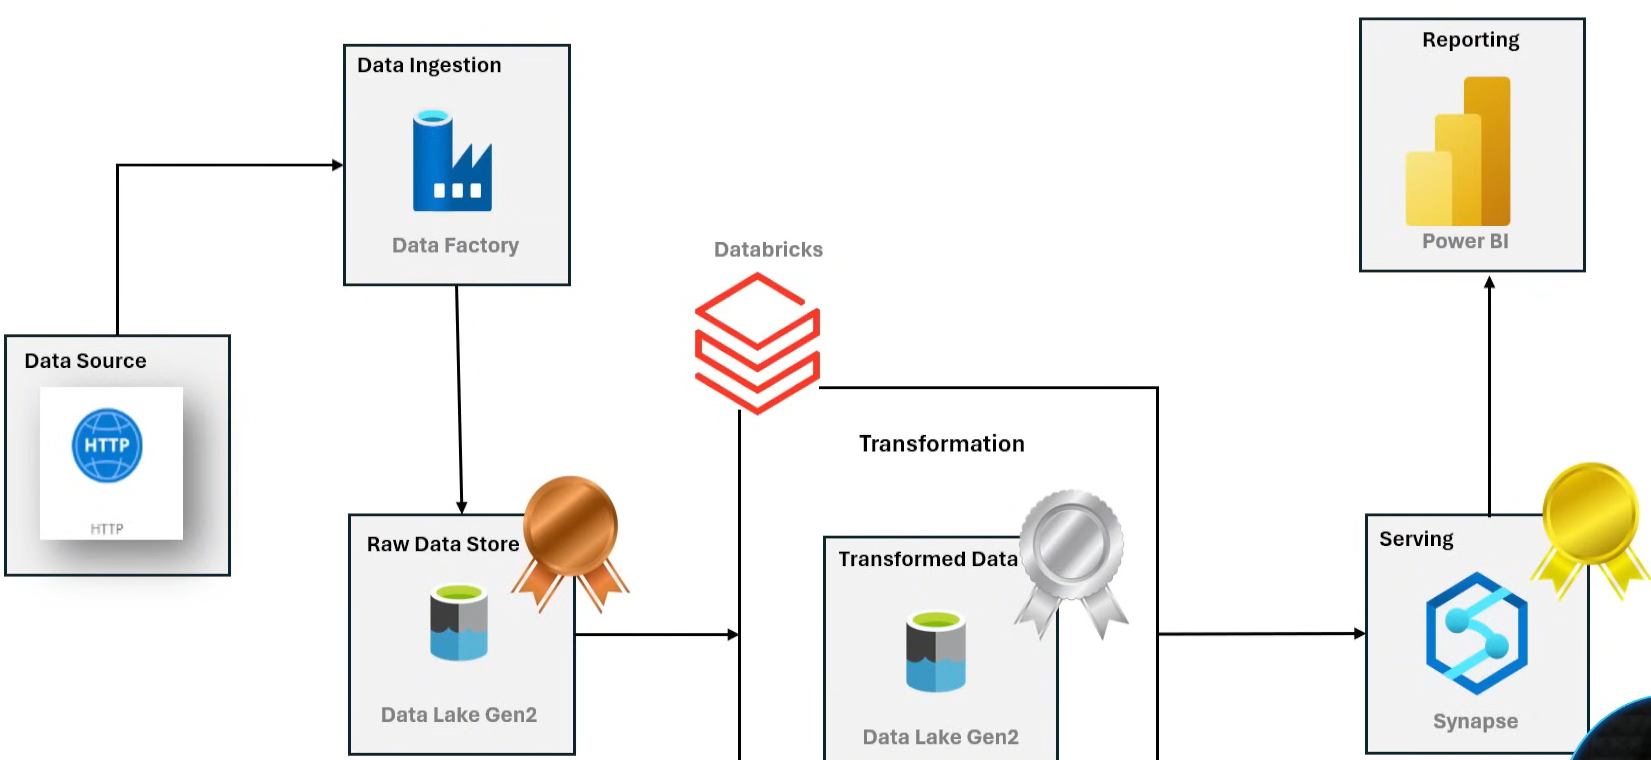 Data Ingestion
Data Factory
Data Source
HTTP
HTTP
Raw Data Store
Data Lake Gen2
Databricks
Transformation
Transformed Data
Data Lake Gen2
Serving
Synapse
Reporting
Power BI